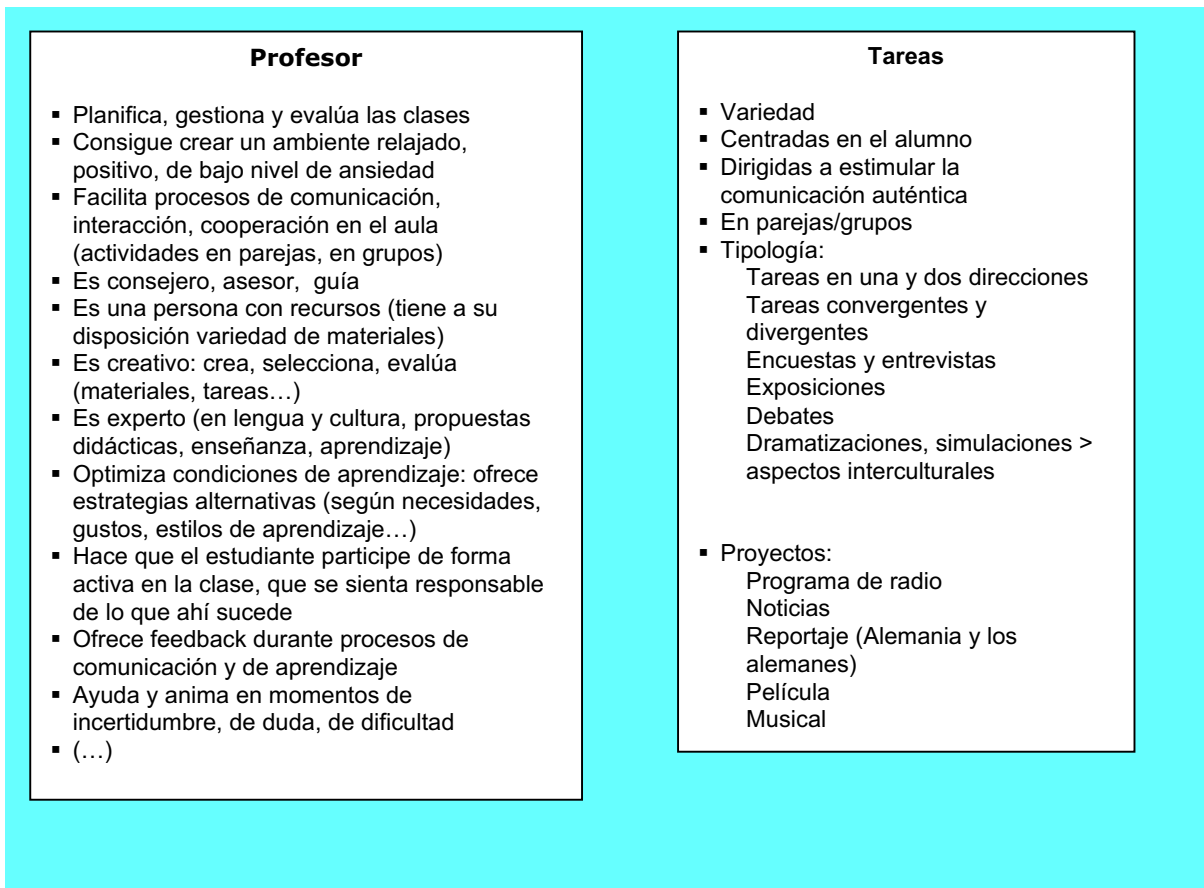 Profesor
▪ Planifica, gestiona y evalúa las clases
▪ Consigue crear un ambiente relajado,
positivo, de bajo nivel de ansiedad
▪ Facilita procesos de comunicación,
interacción, cooperación en el aula
(actividades en parejas, en grupos)
▪ Es consejero, asesor, guía
▪ Es una persona con recursos (tiene a su
disposición variedad de materiales)
▪ Es creativo: crea, selecciona, evalúa
(materiales, tareas…)
▪ Es experto (en lengua y cultura, propuestas
didácticas, enseñanza, aprendizaje)
▪ Optimiza condiciones de aprendizaje: ofrece
estrategias alternativas (según necesidades,
gustos, estilos de aprendizaje…)
▪ Hace que el estudiante participe de forma
activa en la clase, que se sienta responsable
de lo que ahí sucede
▪ Ofrece feedback durante procesos de
comunicación y de aprendizaje
▪ Ayuda y anima en momentos de
incertidumbre, de duda, de dificultad
▪ (…)
Tareas
▪ Variedad
▪ Centradas en el alumno
▪ Dirigidas a estimular la
comunicación auténtica
▪ En parejas/grupos
▪ Tipología:
Tareas en una y dos direcciones
Tareas convergentes y
divergentes
Encuestas y entrevistas
Exposiciones
Debates
Dramatizaciones, simulaciones >
aspectos interculturales
▪ Proyectos:
Programa de radio
Noticias
Reportaje (Alemania y los
alemanes)
Película
Musical